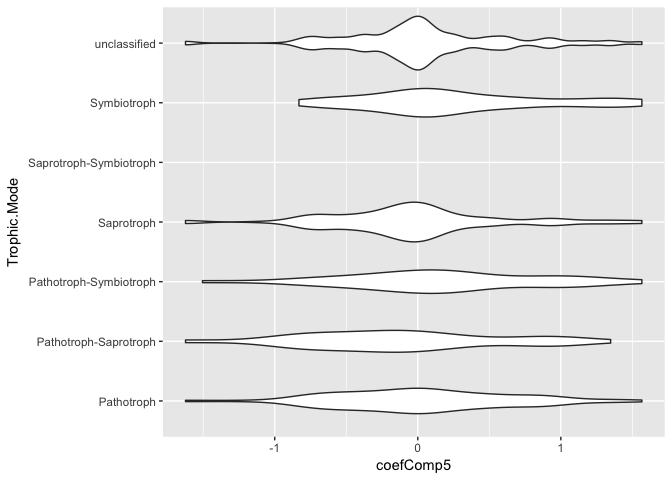 unclassified
Symbiotroph
Saprotroph-Symbiotroph
Saprotroph
Pathotroph-Symbiotroph
Pathotroph-Saprotroph
Pathotroph
Trophic.Mode
-1 0 1
coefComp5